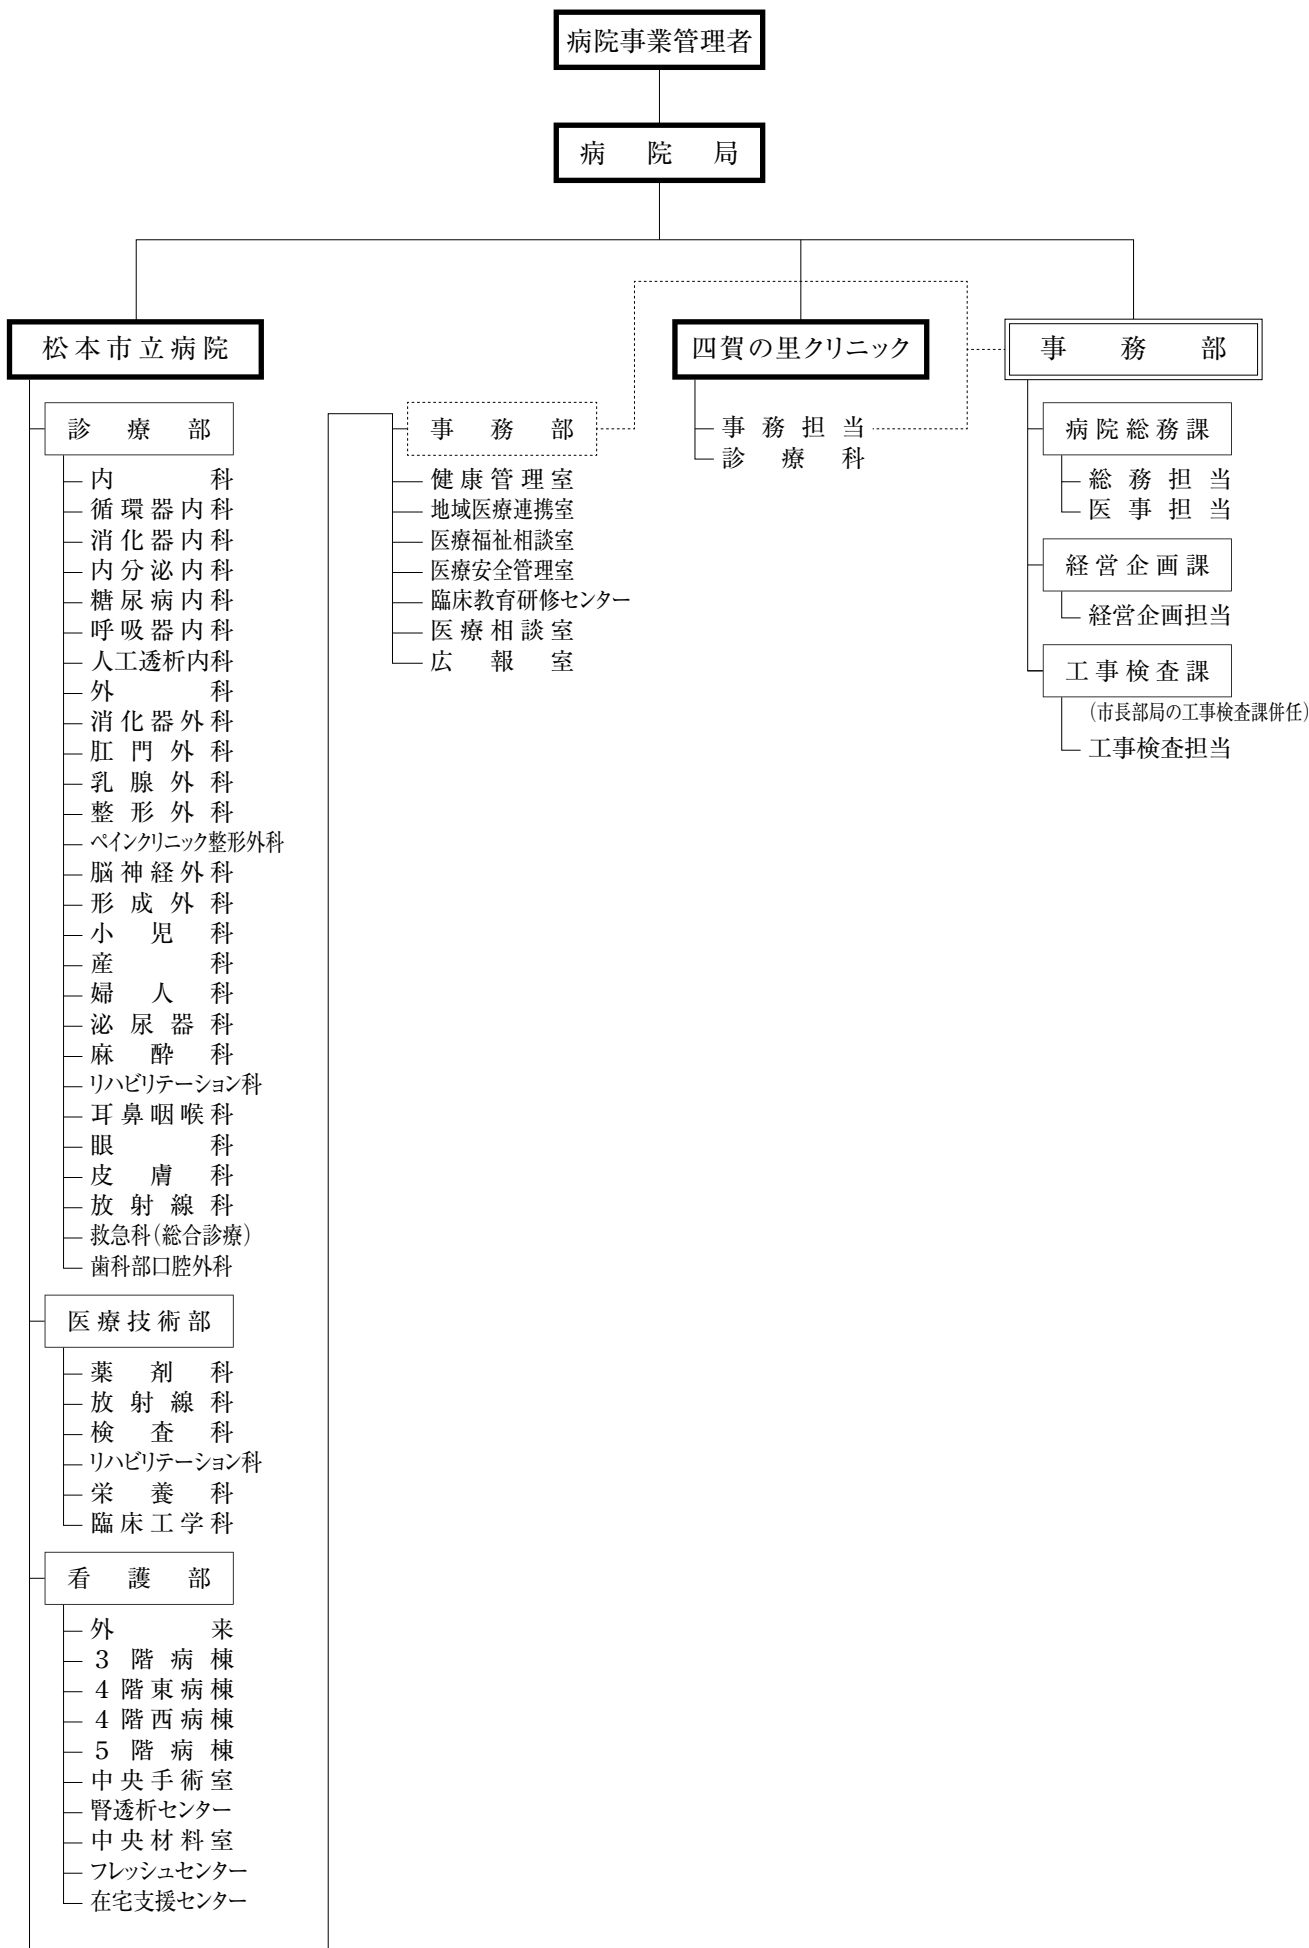 病院事業管理者
病院局
松本市立病院
診療部
内科
循環器内科
消化器内科
内分泌内科
糖尿病内科
呼吸器内科
人工透析内科
外科
消化器外科
肛門外科
乳腺外科
整形外科
ペインクリニック整形外科
脳神経外科
形成外科
小児科
産科
婦人科
泌尿器科
麻酔科
リハビリテーション科
耳鼻咽喉科
眼科
皮膚科
放射線科
救急科(総合診療)
歯科部口腔外科
医療技術部
薬剤科
放射線科
検査科
リハビリテーション科
栄養科
臨床工学科
看護部
外来
3階病棟
4階東病棟
4階西病棟
5階病棟
中央手術室
腎透析センター
中央材料室
フレッシュセンター
在宅支援センター
事務部
健康管理室
地域医療連携室
医療福祉相談室
医療安全管理室
臨床教育研修センター
医療相談室
広報室
四賀の里クリニック
事務担当
診療科
事務部
病院総務課
総務担当
医事担当
経営企画課
経営企画担当
工事検査課
(市長部局の工事検査課併任)
工事検査担当